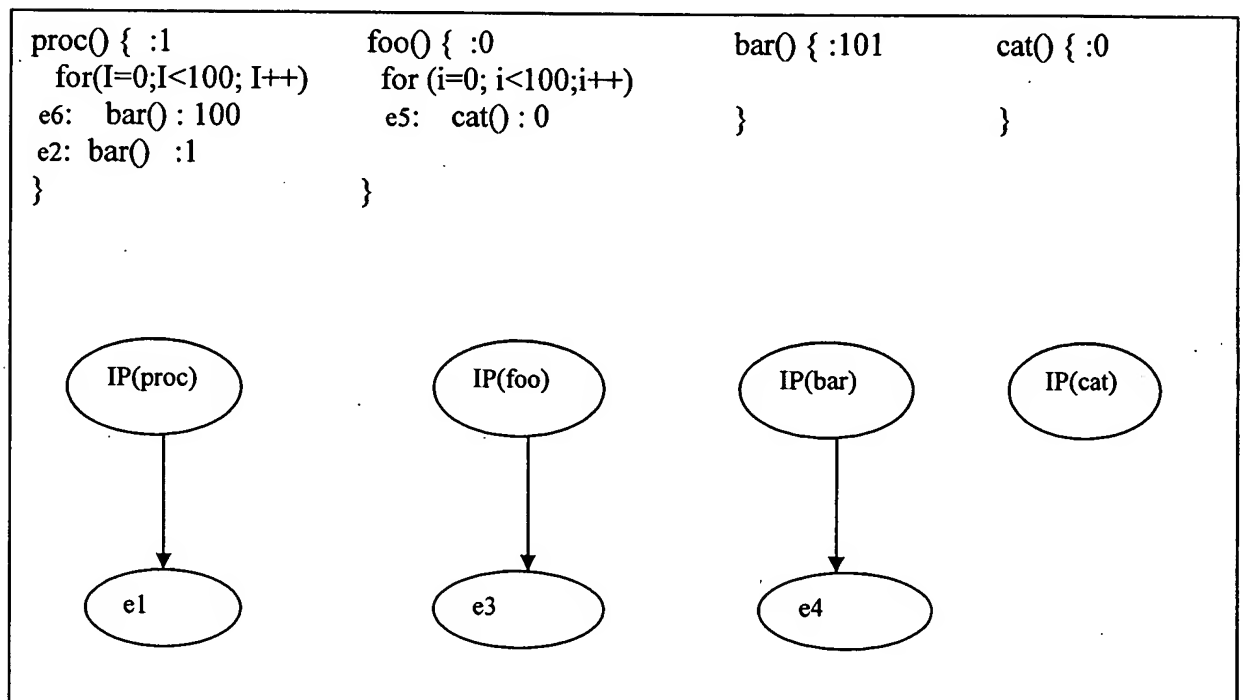 proc() { :1
for(I=0;I<100; I++)
e6: bar() : 100
e2: bar() :1
}
foo() { :0
for (i=0; i<100;i++)
e5: cat() : 0
}
bar() { :101
}
cat() { :0
}
IP(proc)
IP(foo)
IP(bar)
IP(cat)
e1
e3
e4